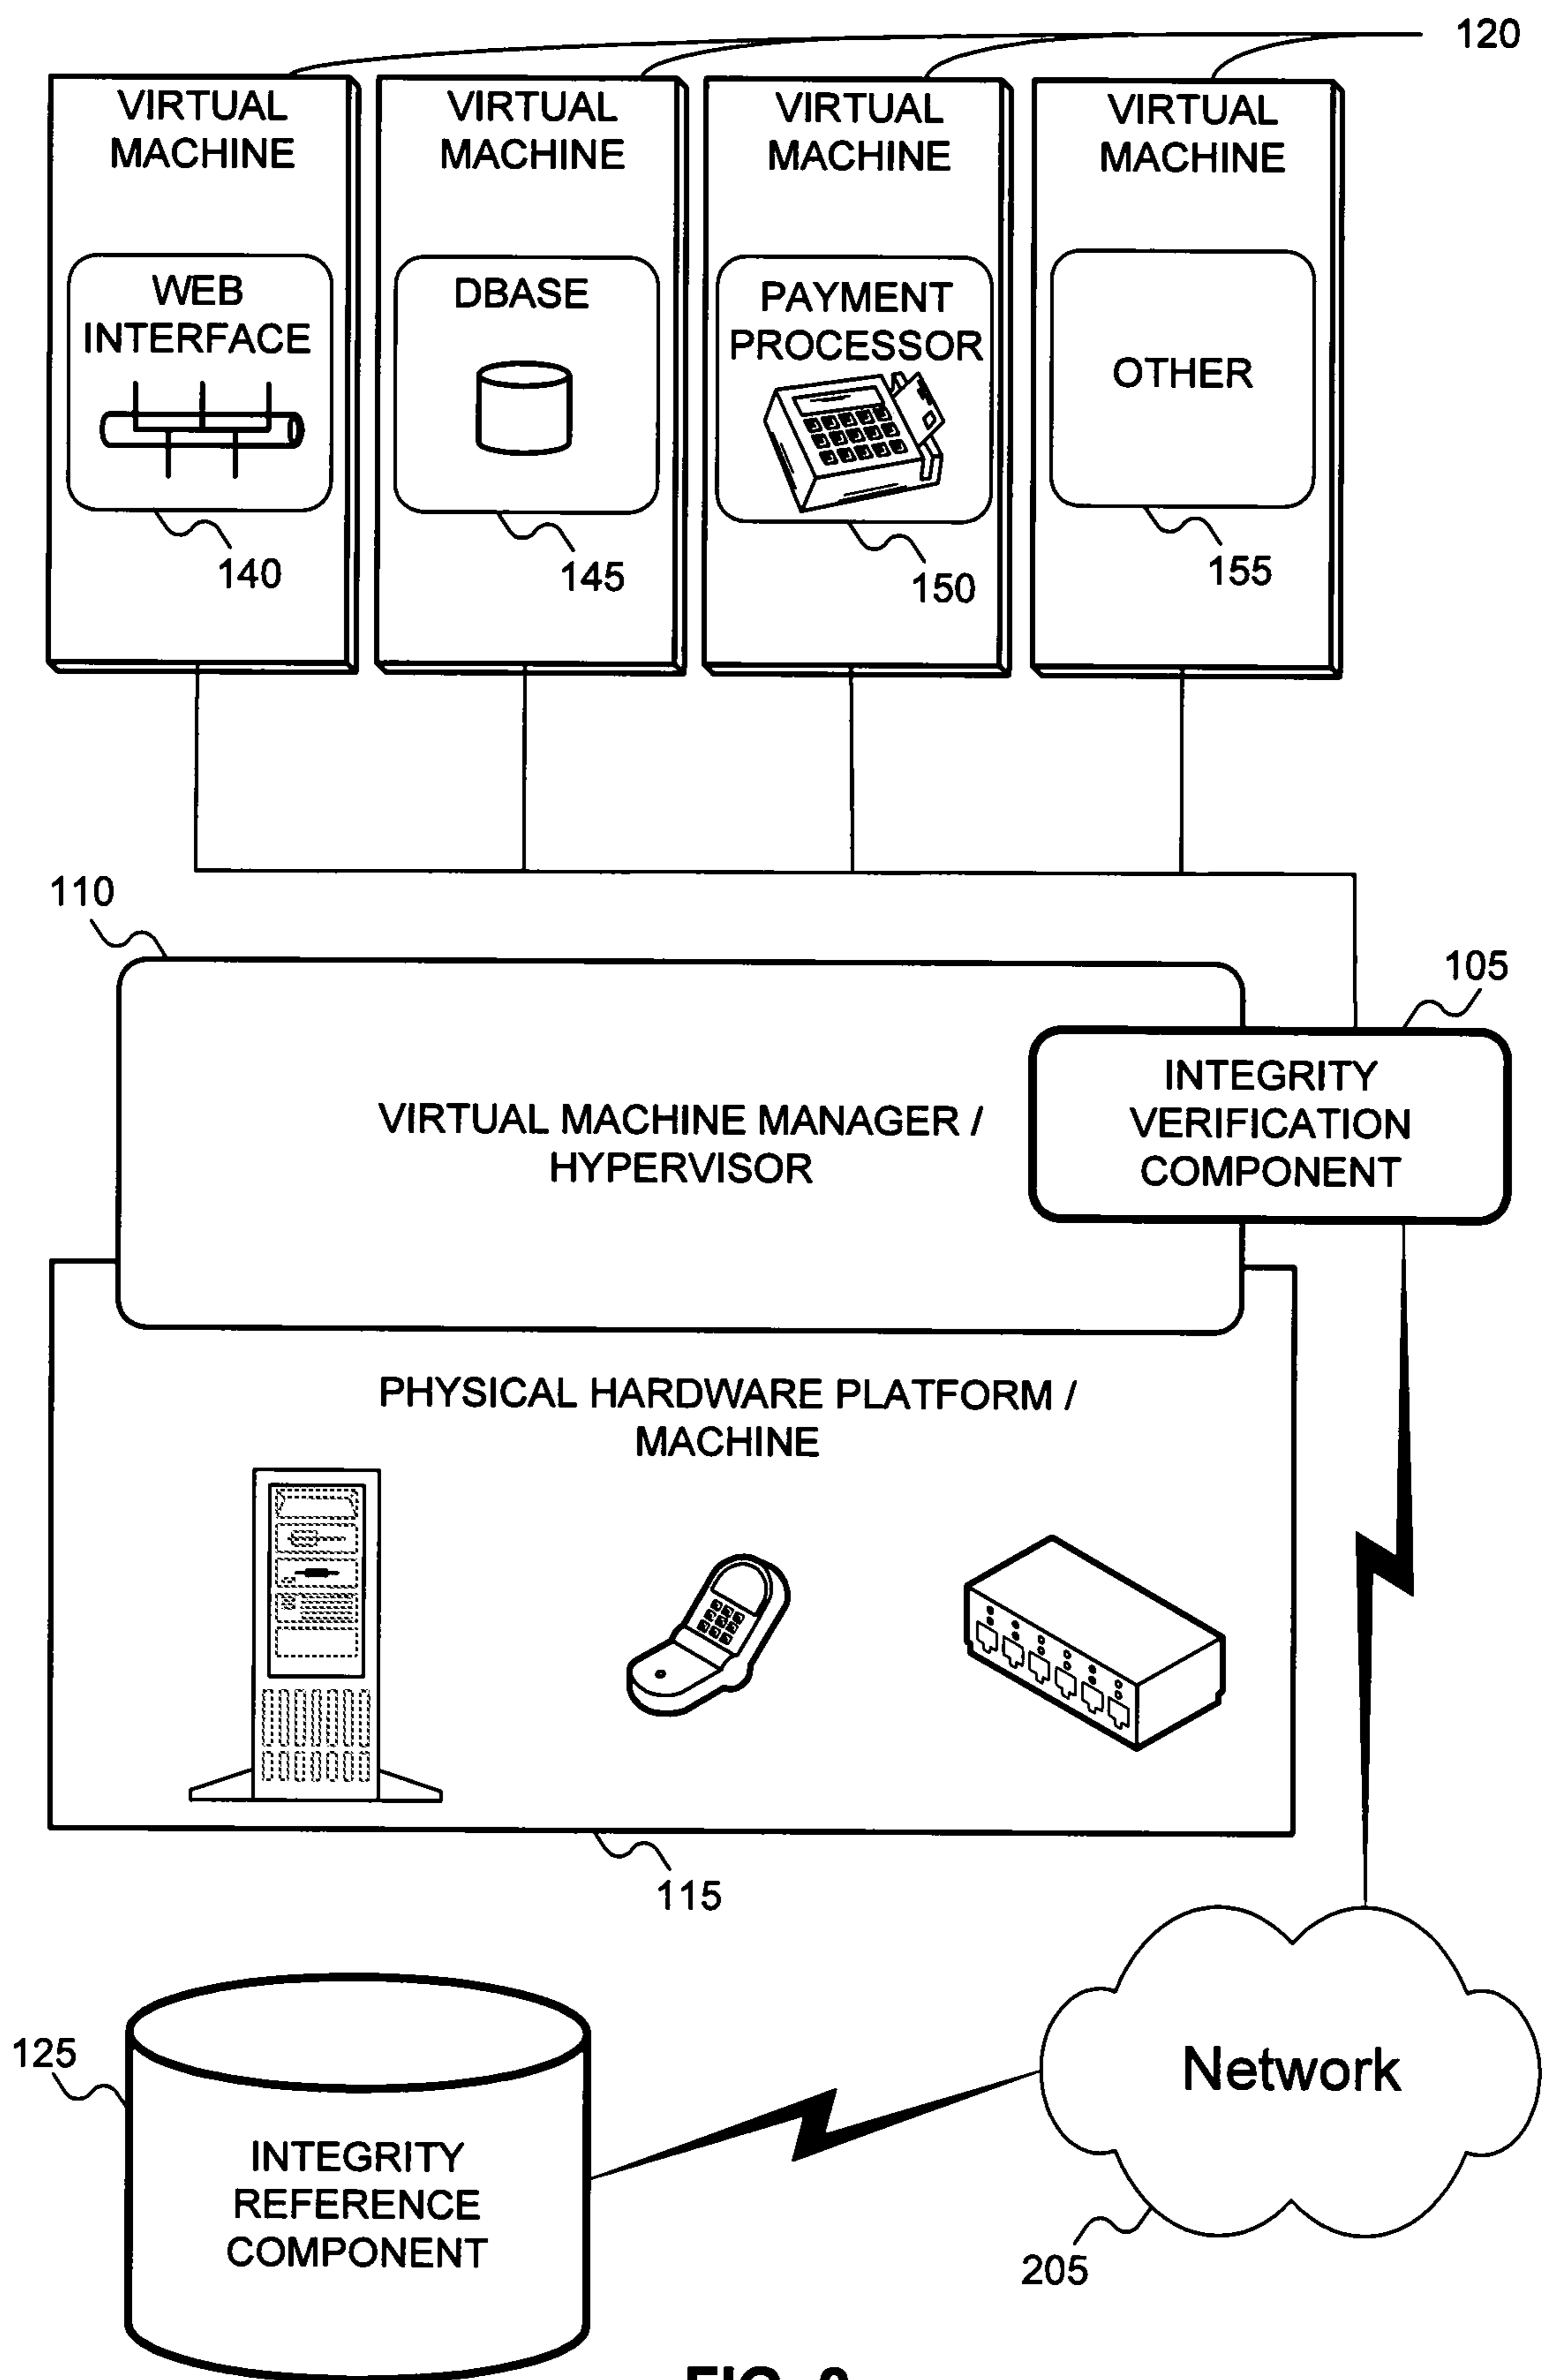 120
VIRTUAL
MACHINE
VIRTUAL
MACHINE
VIRTUAL
MACHINE
VIRTUAL
MACHINE
WEB
INTERFACE
DBASE
PAYMENT
PROCESSOR
OTHER
140
145
150
155
110
105
VIRTUAL MACHINE MANAGER /
HYPERVISOR
INTEGRITY
VERIFICATION
COMPONENT
PHYSICAL HARDWARE PLATFORM /
MACHINE
115
125
INTEGRITY
REFERENCE
COMPONENT
Network
205
FIG.